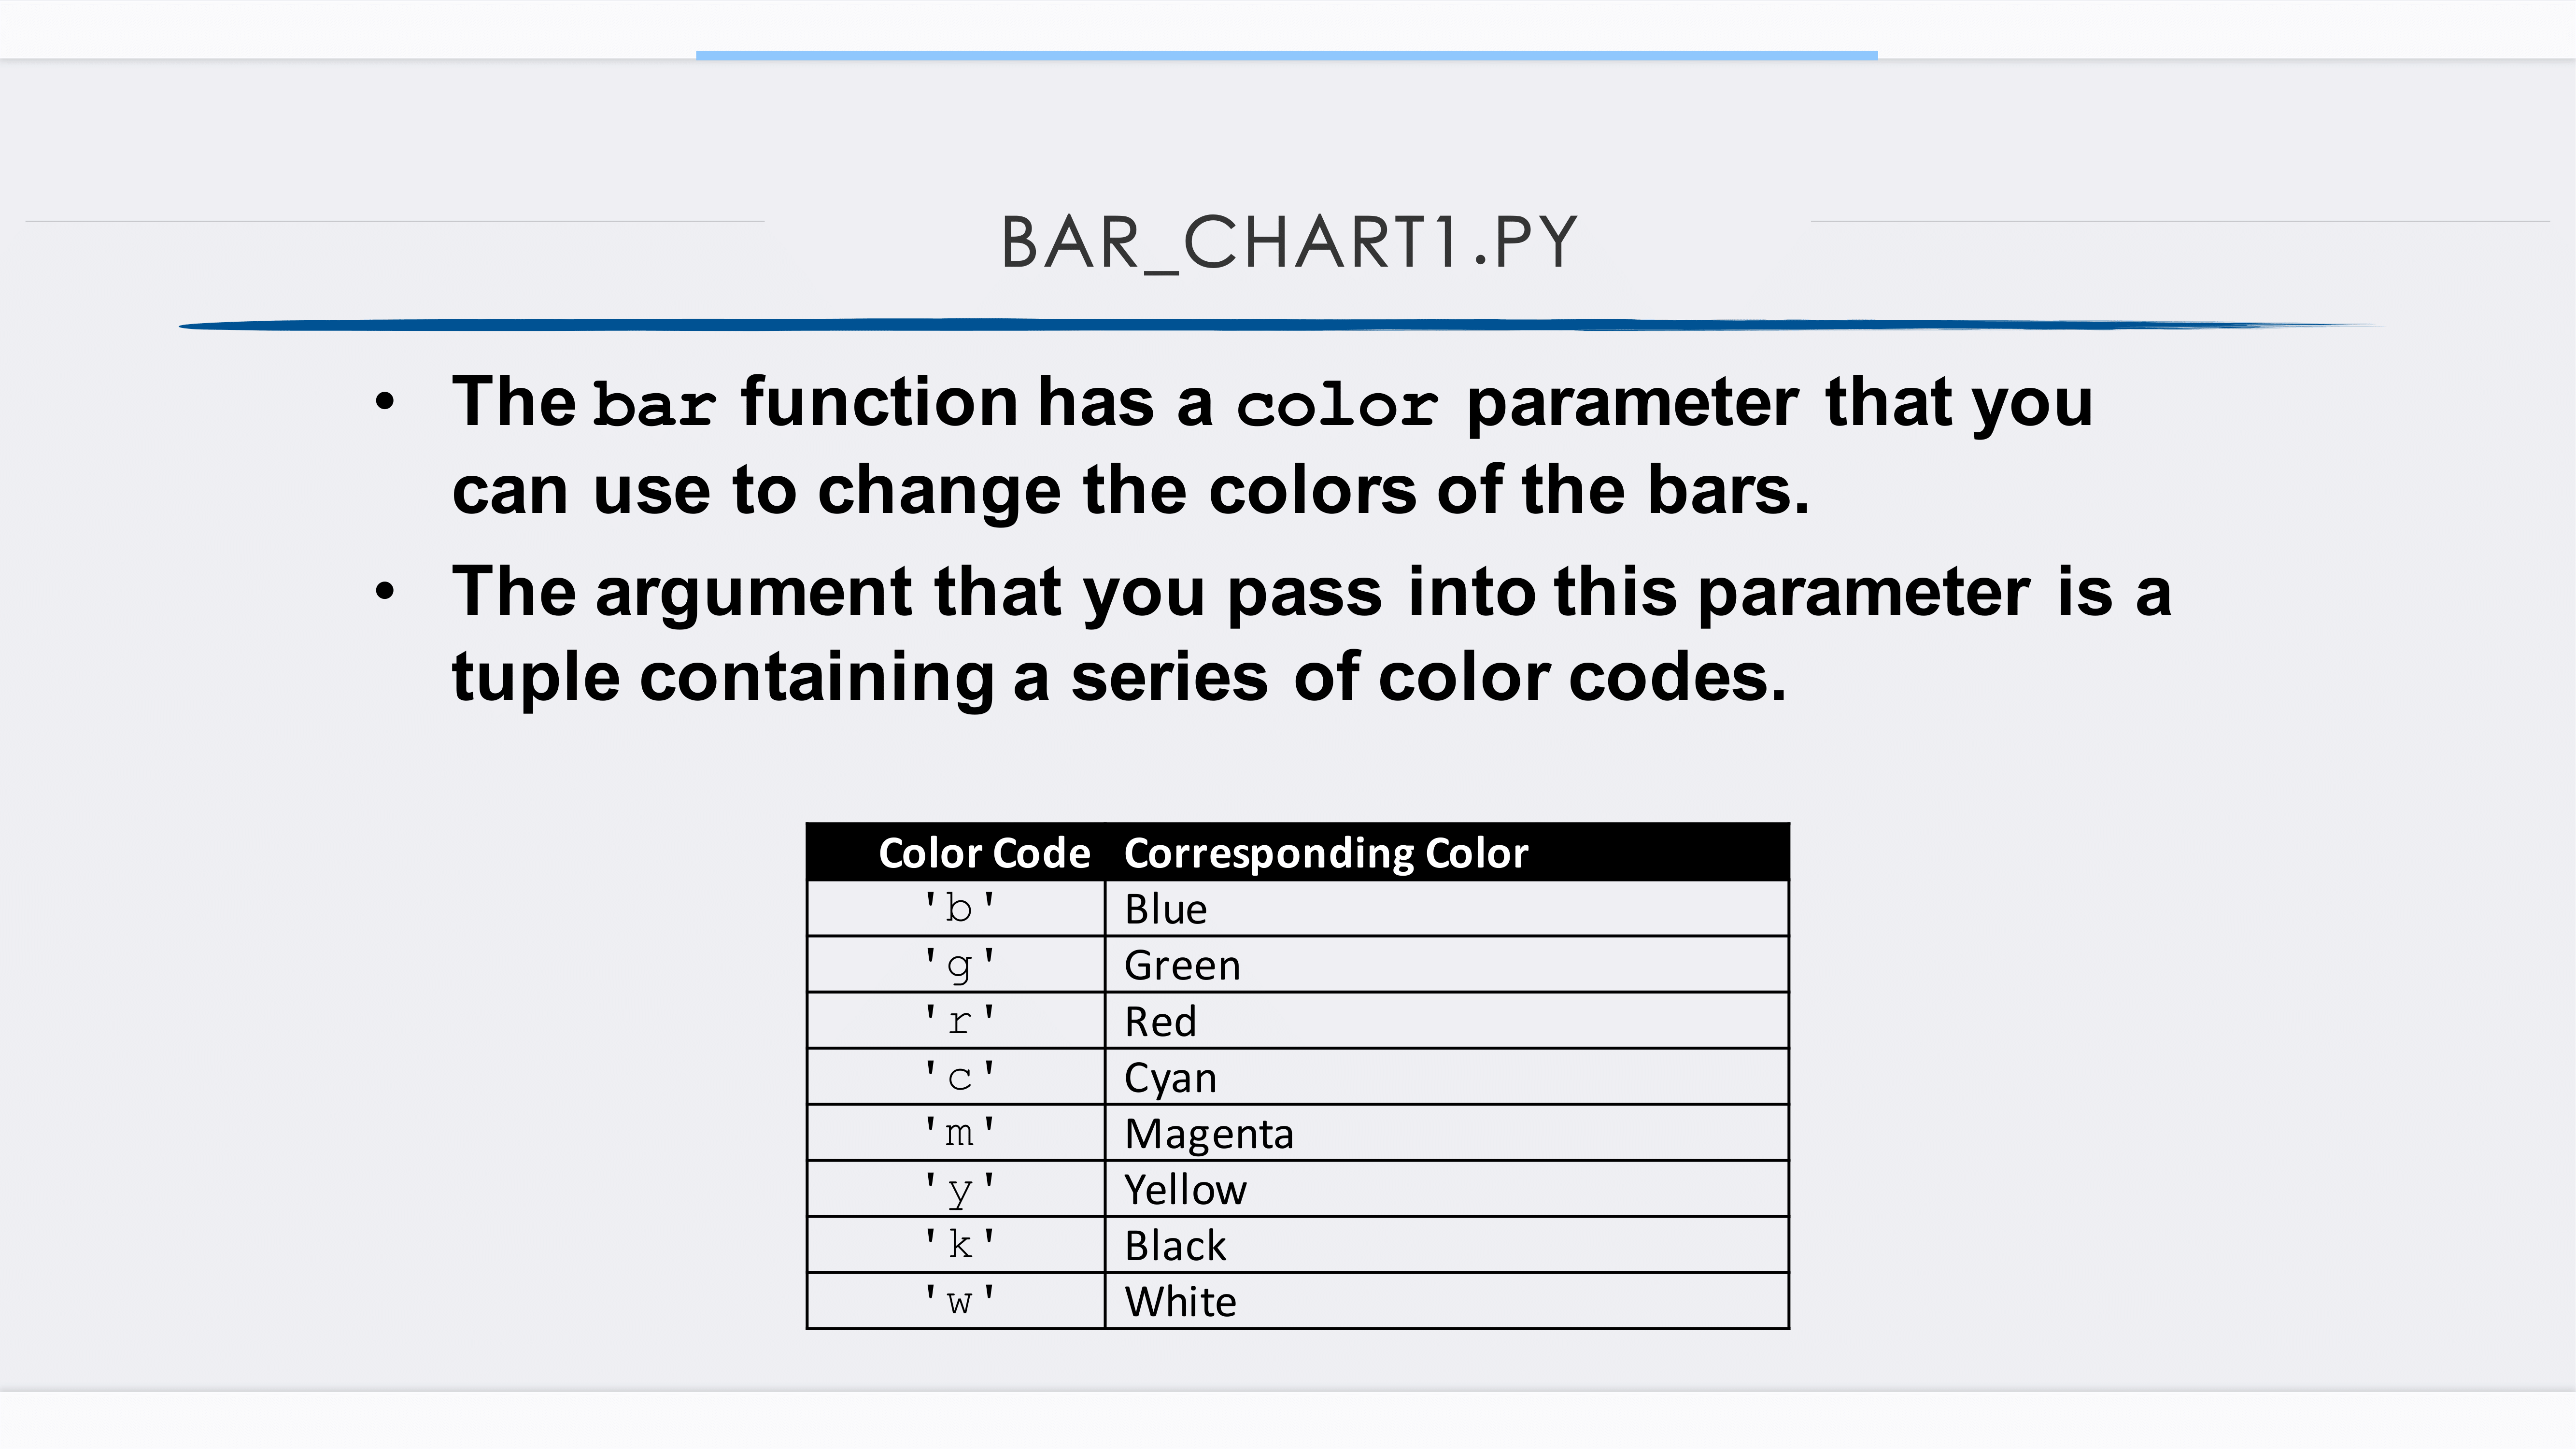 BAR_CHART1.PY
• The bar function has a color parameter that you
can use to change the colors of the bars.
• The argument that you pass into this parameter is a
tuple containing a series of color codes.
Color Code Corresponding Color
'b' Blue
'g' Green
'r' Red
'c' Cyan
'm' Magenta
'y' Yellow
'k' Black
'w' White